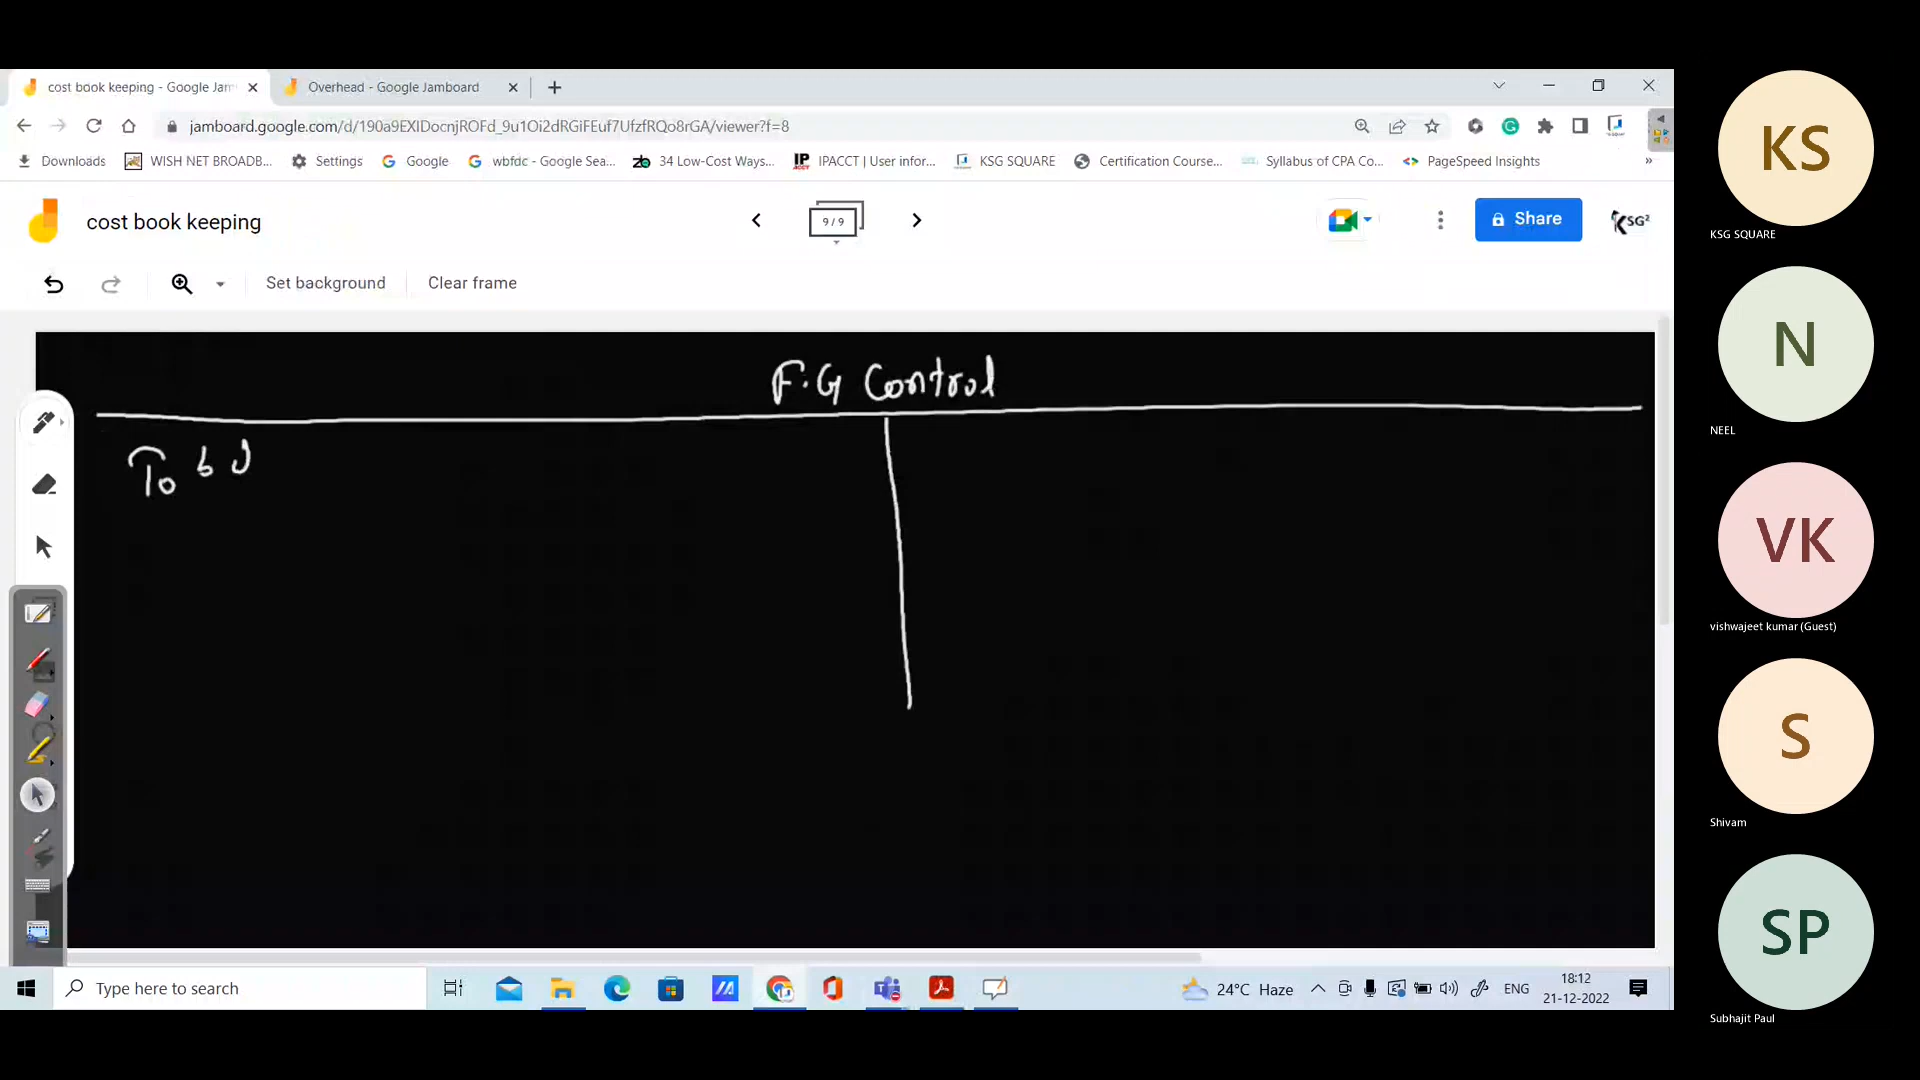 cost book keeping - Google Jam
Overhead - Google Jamboard
jamboard.google.com/d/190a9EXIDocnjROFd_9u1Oi2dRGiFEuf7UfzfRQo8rGA/viewer?f=8
Downloads
WISH NET BROADB...
Settings
Google
wbfdc - Google Sea...
34 Low-Cost Ways...
IPACCT | User infor...
KSG SQUARE
Certification Course...
Syllabus of CPA Co...
PageSpeed Insights
cost book keeping
9 / 9
Share
KSG²
Set background
Clear frame
F.G Control
To b
Type here to search
24°C Haze
ENG
18:12
21-12-2022
KS
KSG SQUARE
N
NEEL
VK
vishwajeet kumar (Guest)
S
Shivam
SP
Subhajit Paul